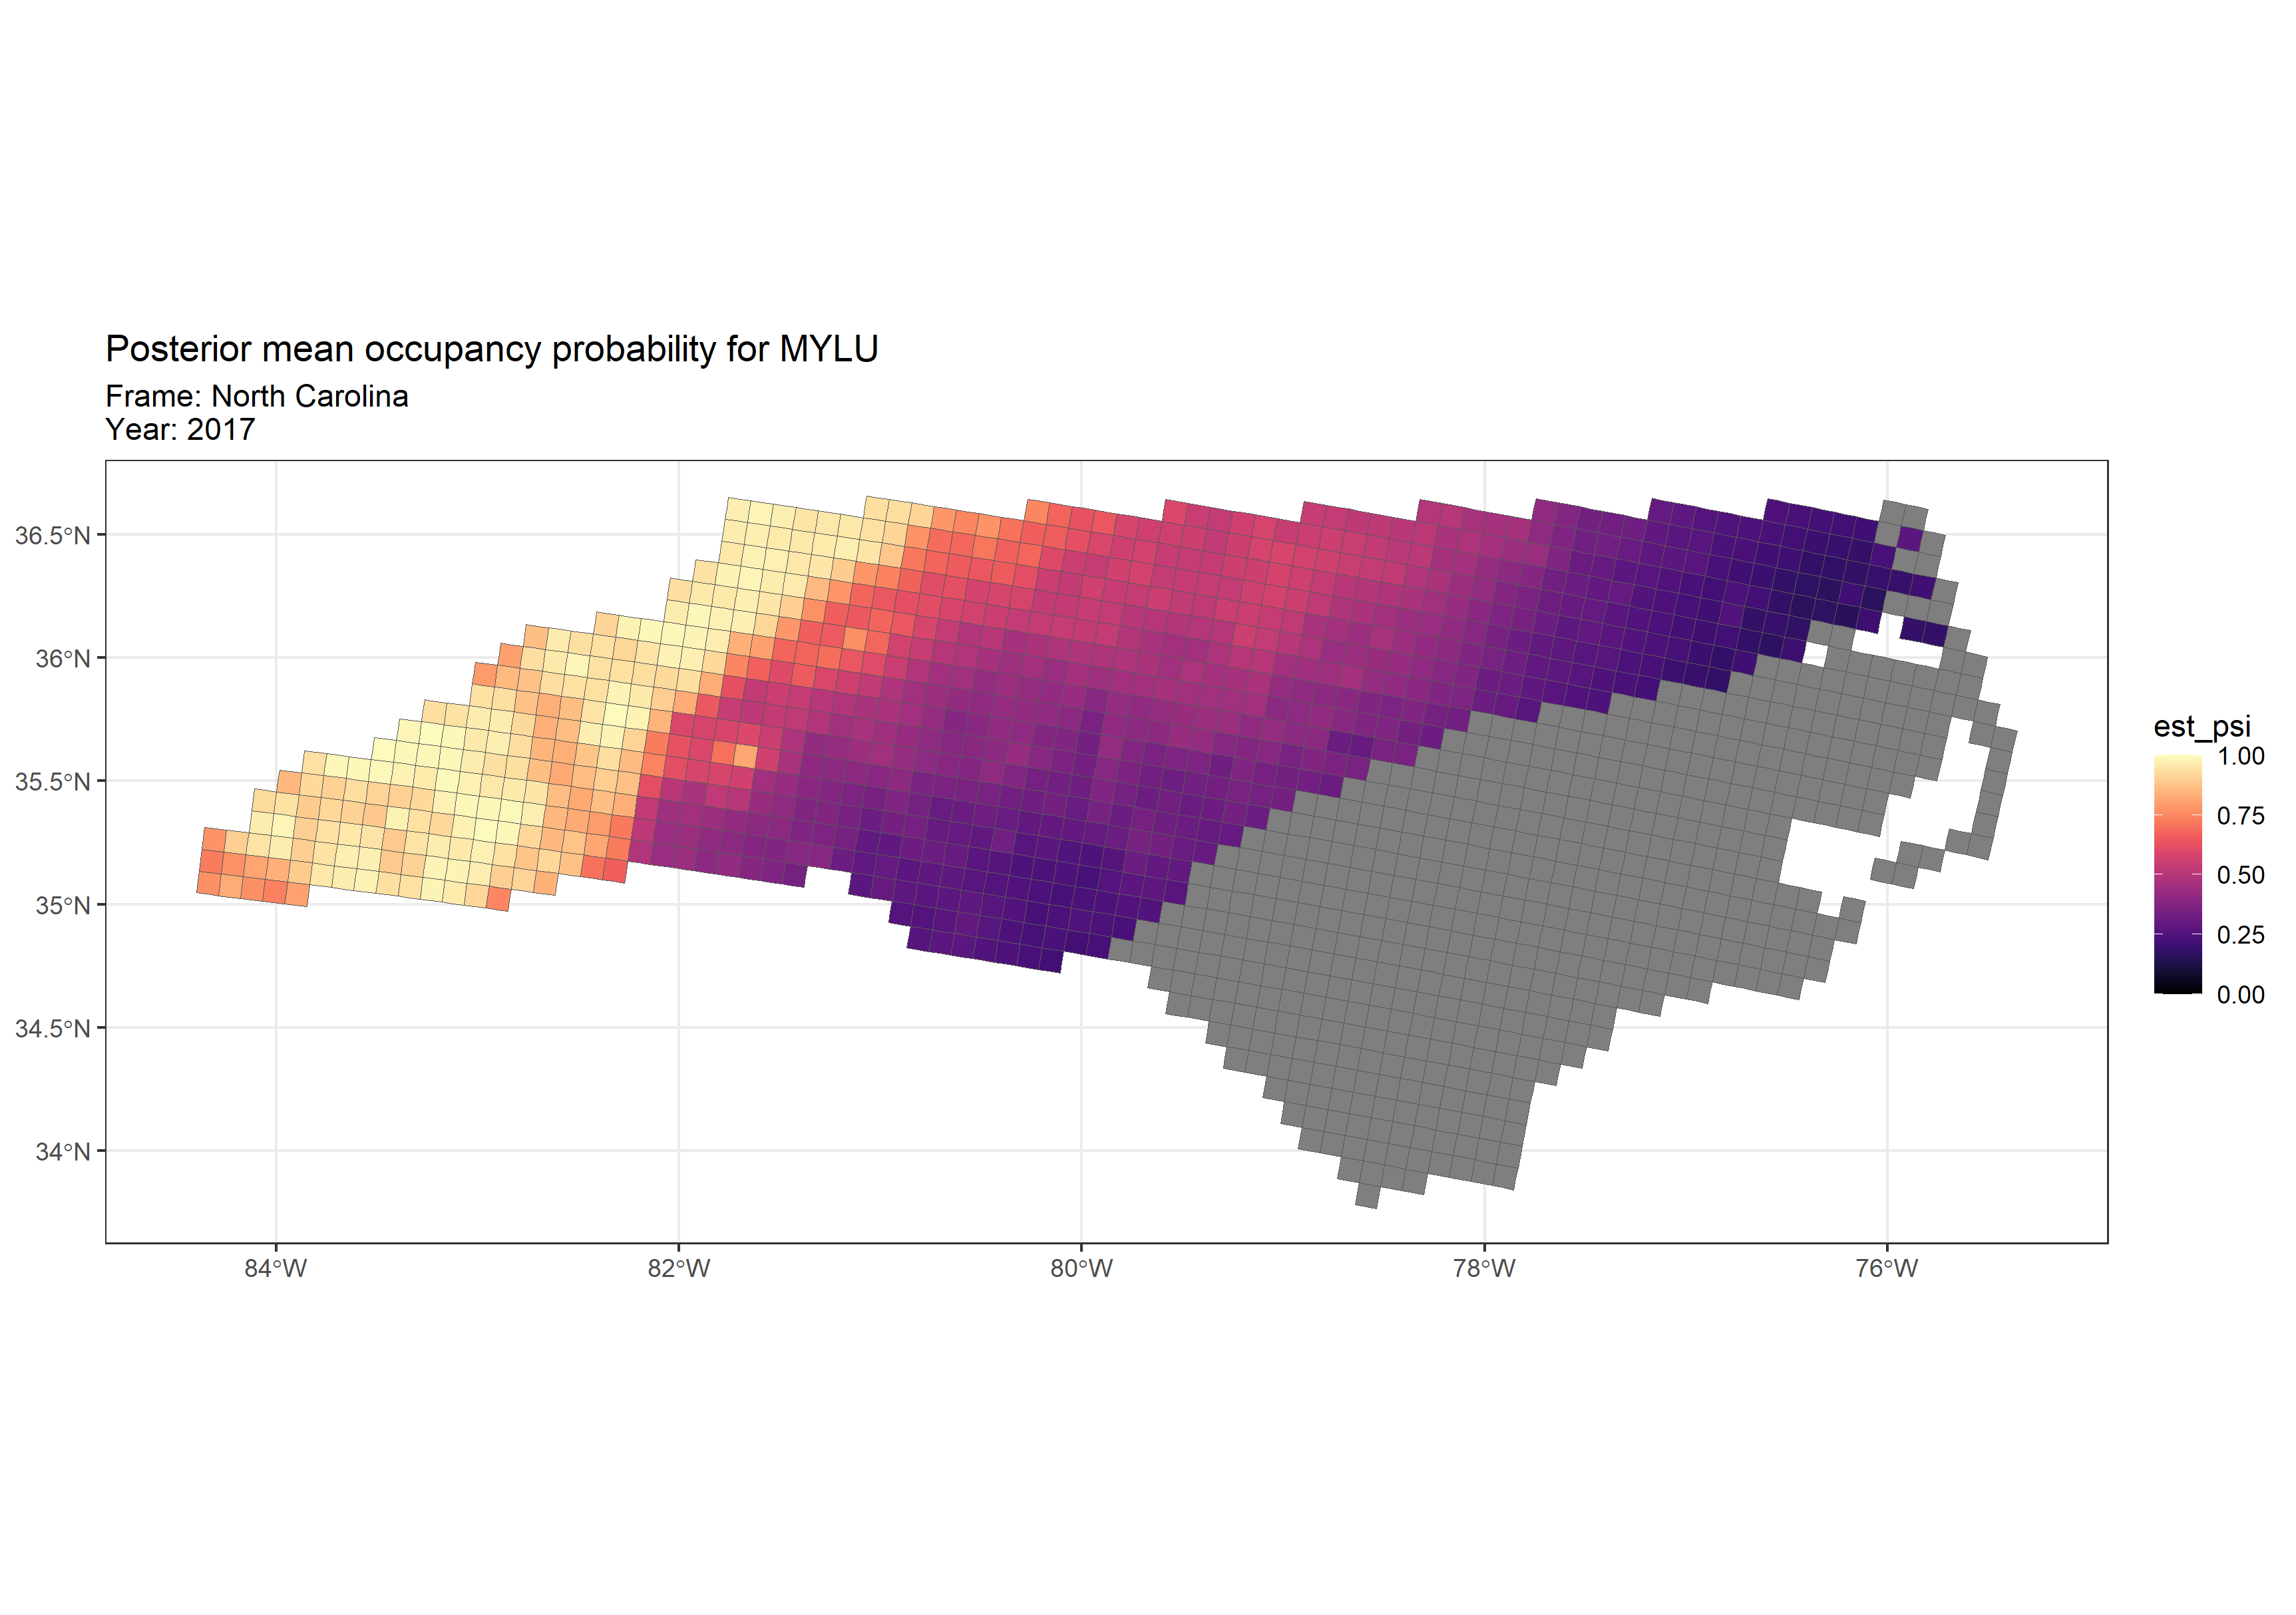 Posterior mean occupancy probability for MYLU
Frame: North Carolina
Year: 2017
36.5°N
36°N
35.5°N
35°N
34.5°N
34°N
84°W
82°W
80°W
78°W
76°W
est_psi
1.00
0.75
0.50
0.25
0.00